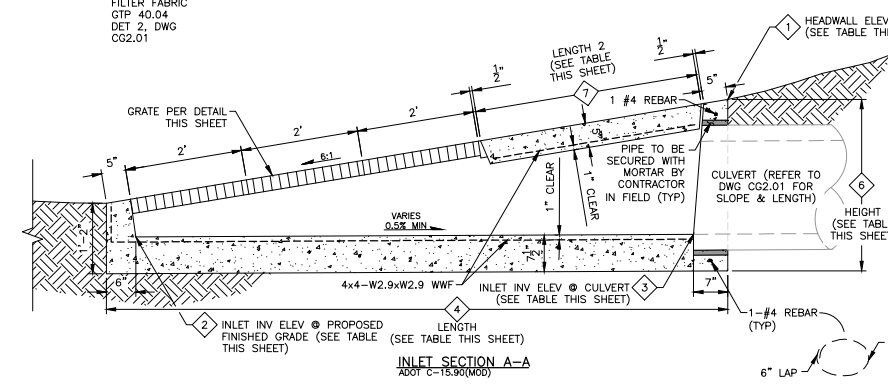 FILTER FABRIC
GTP 40.04
DET 2, DWG
CG2.01
GRATE PER DETAIL
THIS SHEET
5"
2'
2'
2'
6:1
1/2"
LENGTH 2
(SEE TABLE
THIS SHEET)
1/2"
7
5"
1 #4 REBAR
1 HEADWALL ELEV
(SEE TABLE THI
PIPE TO BE
SECURED WITH
MORTAR BY
CONTRACTOR
IN FIELD (TYP)
CULVERT (REFER TO
DWG CG2.01 FOR
SLOPE & LENGTH)
6
HEIGHT
(SEE TABL
THIS SHEET
5"
1" CLEAR
1" CLEAR
VARIES
0.5% MIN
1'-2"
6"
7 1/2"
4x4-W2.9xW2.9 WWF
INLET INV ELEV @ CULVERT
(SEE TABLE THIS SHEET)
3
7"
1-#4 REBAR
(TYP)
2 INLET INV ELEV @ PROPOSED
FINISHED GRADE (SEE TABLE
THIS SHEET)
4
LENGTH
(SEE TABLE THIS SHEET)
INLET SECTION A-A
ADOT C-15.90(MOD)
6" LAP